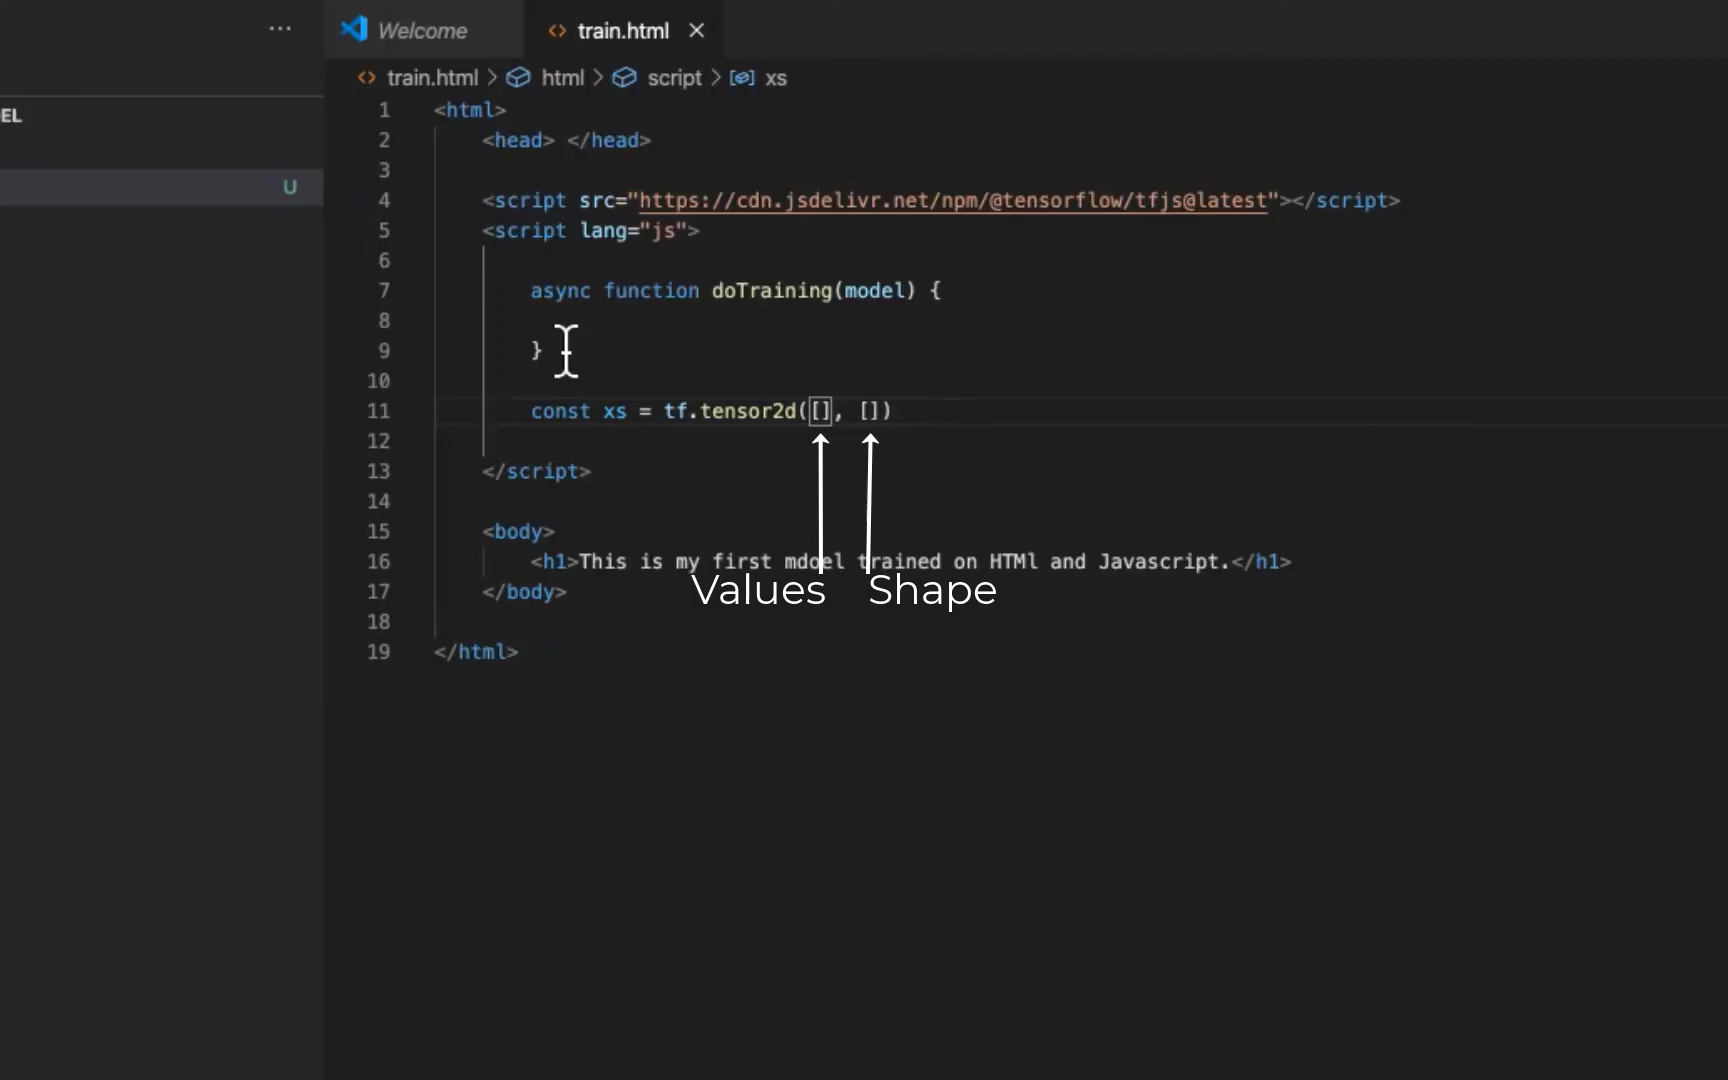 ··· Welcome train.html ×
train.html > html > script > xs
EL
U
1 <html>
2 <head> </head>
3
4 <script src="https://cdn.jsdelivr.net/npm/@tensorflow/tfjs@latest"></script>
5 <script lang="js">
6
7 async function doTraining(model) {
8
9 }
10
11 const xs = tf.tensor2d([], [])
12
13 </script>
14
15 <body>
16 <h1>This is my first mdoel trained on HTMl and Javascript.</h1>
Values Shape
17 </body>
18
19 </html>